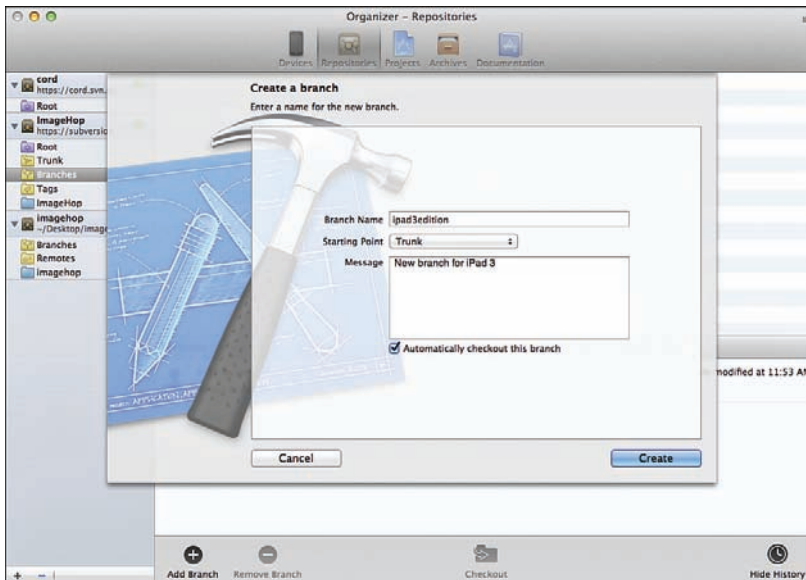 Organizer – Repositories
Devices Repositories Projects Archives Documentation
cord
https://cord.svn.
Root
ImageHop
https://subversio
Root
Trunk
Branches
Tags
ImageHop
imagehop
~/Desktop/image
Branches
Remotes
imagehop
Create a branch
Enter a name for the new branch.
Branch Name ipad3edition
Starting Point Trunk
Message New branch for iPad 3
Automatically checkout this branch
Cancel Create
modified at 11:53 AM
Add Branch Remove Branch Checkout Hide History